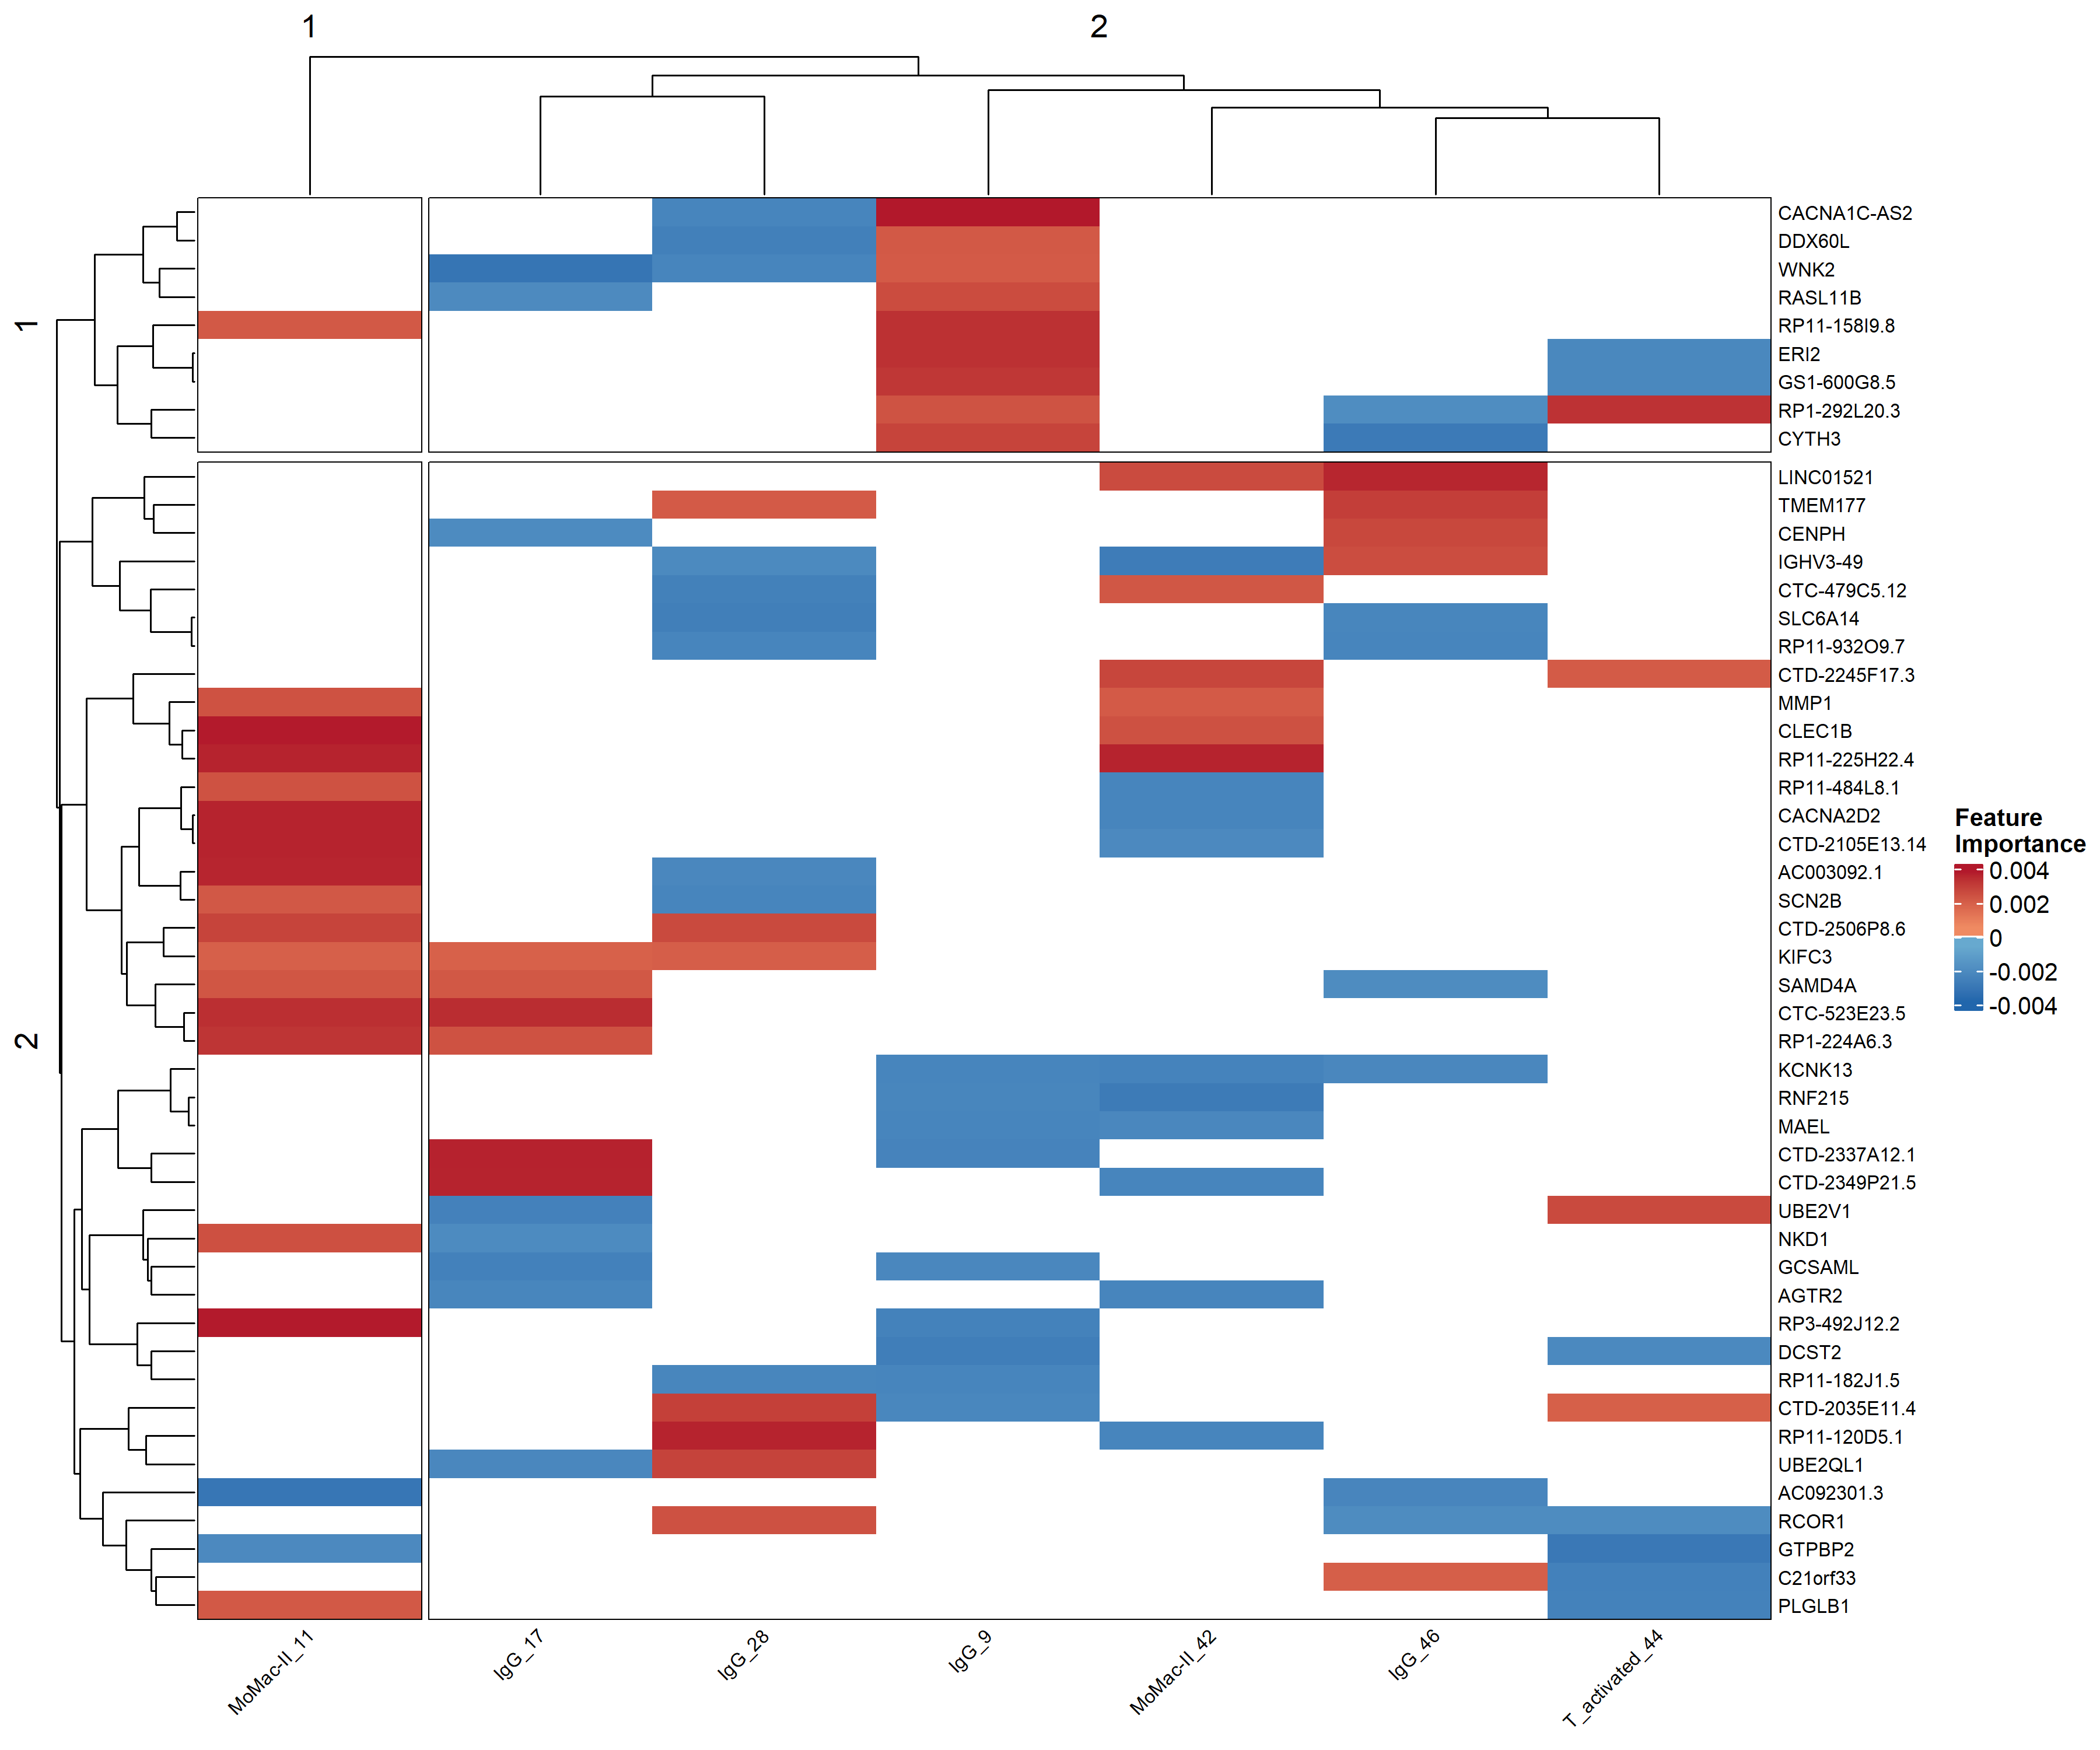 1
2
1
2
CACNA1C-AS2
DDX60L
WNK2
RASL11B
RP11-158I9.8
ERI2
GS1-600G8.5
RP1-292L20.3
CYTH3
LINC01521
TMEM177
CENPH
IGHV3-49
CTC-479C5.12
SLC6A14
RP11-932O9.7
CTD-2245F17.3
MMP1
CLEC1B
RP11-225H22.4
RP11-484L8.1
CACNA2D2
CTD-2105E13.14
AC003092.1
SCN2B
CTD-2506P8.6
KIFC3
SAMD4A
CTC-523E23.5
RP1-224A6.3
KCNK13
RNF215
MAEL
CTD-2337A12.1
CTD-2349P21.5
UBE2V1
NKD1
GCSAML
AGTR2
RP3-492J12.2
DCST2
RP11-182J1.5
CTD-2035E11.4
RP11-120D5.1
UBE2QL1
AC092301.3
RCOR1
GTPBP2
C21orf33
PLGLB1
Feature
Importance
0.004
0.002
0
-0.002
-0.004
MoMac-II_11
IgG_17
IgG_28
IgG_9
MoMac-II_42
IgG_46
T_activated_44